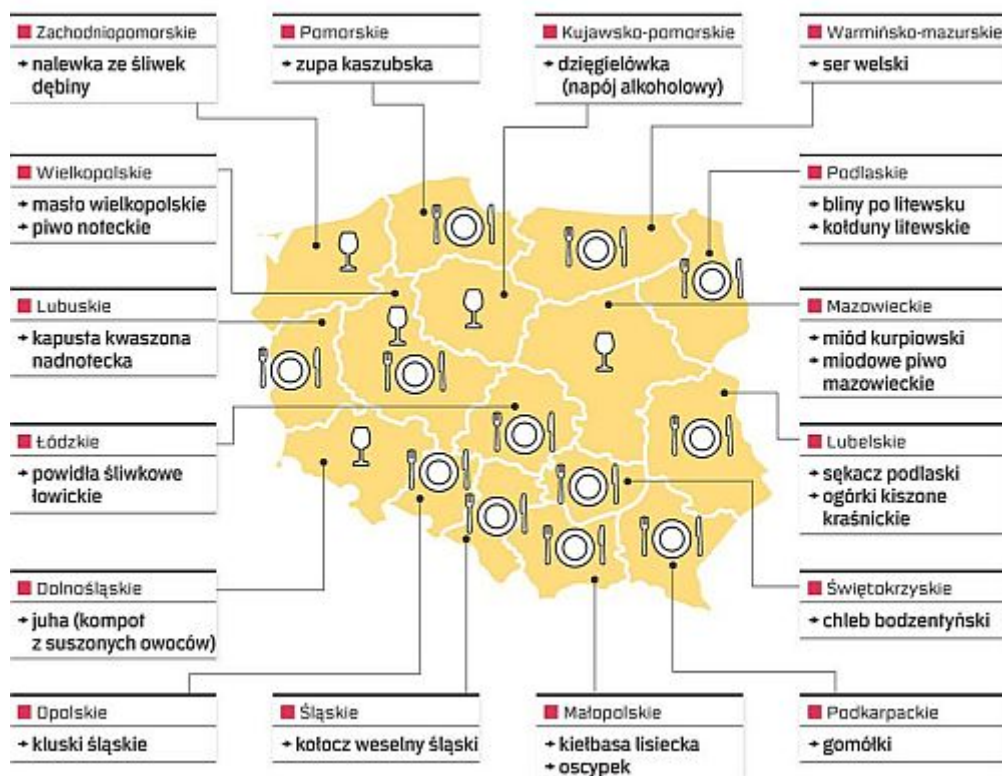 Zachodniopomorskie
nalewka ze śliwek
dębiny
Pomorskie
zupa kaszubska
Kujawsko-pomorskie
dzięgielówka
(napój alkoholowy)
Warmińsko-mazurskie
ser welski
Wielkopolskie
masło wielkopolskie
piwo noteckie
Podlaskie
bliny po litewsku
kołduny litewskie
Lubuskie
kapusta kwaszona
nadnotecka
Mazowieckie
miód kurpiowski
miodowe piwo
mazowieckie
Łódzkie
powidła śliwkowe
łowickie
Lubelskie
sękacz podlaski
ogórki kiszone
kraśnickie
Dolnośląskie
juha (kompot
z suszonych owoców)
Świętokrzyskie
chleb bodzentyński
Opolskie
kluski śląskie
Śląskie
kołocz weselny śląski
Małopolskie
kiełbasa lisiecka
oscypek
Podkarpackie
gomółki